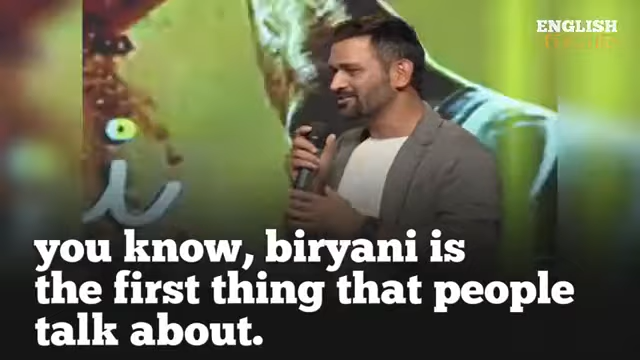 ENGLISH
i
you know, biryani is
the first thing that people
talk about.